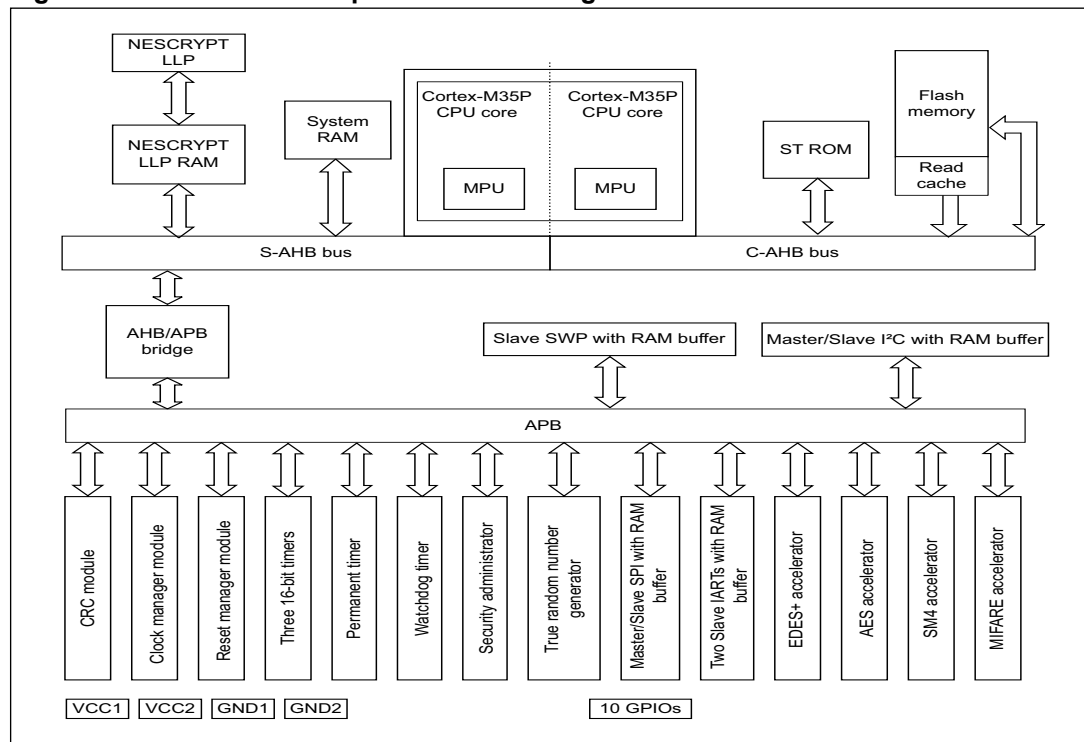 NESCRYPT
LLP
NESCRYPT
LLP RAM
System
RAM
Cortex-M35P
CPU core
MPU
Cortex-M35P
CPU core
MPU
ST ROM
Flash
memory
Read
cache
S-AHB bus
C-AHB bus
AHB/APB
bridge
Slave SWP with RAM buffer
Master/Slave I²C with RAM buffer
APB
CRC module
Clock manager module
Reset manager module
Three 16-bit timers
Permanent timer
Watchdog timer
Security administrator
True random number
generator
Master/Slave SPI with RAM
buffer
Two Slave IARTs with RAM
buffer
EDES+ accelerator
AES accelerator
SM4 accelerator
MIFARE accelerator
VCC1
VCC2
GND1
GND2
10 GPIOs